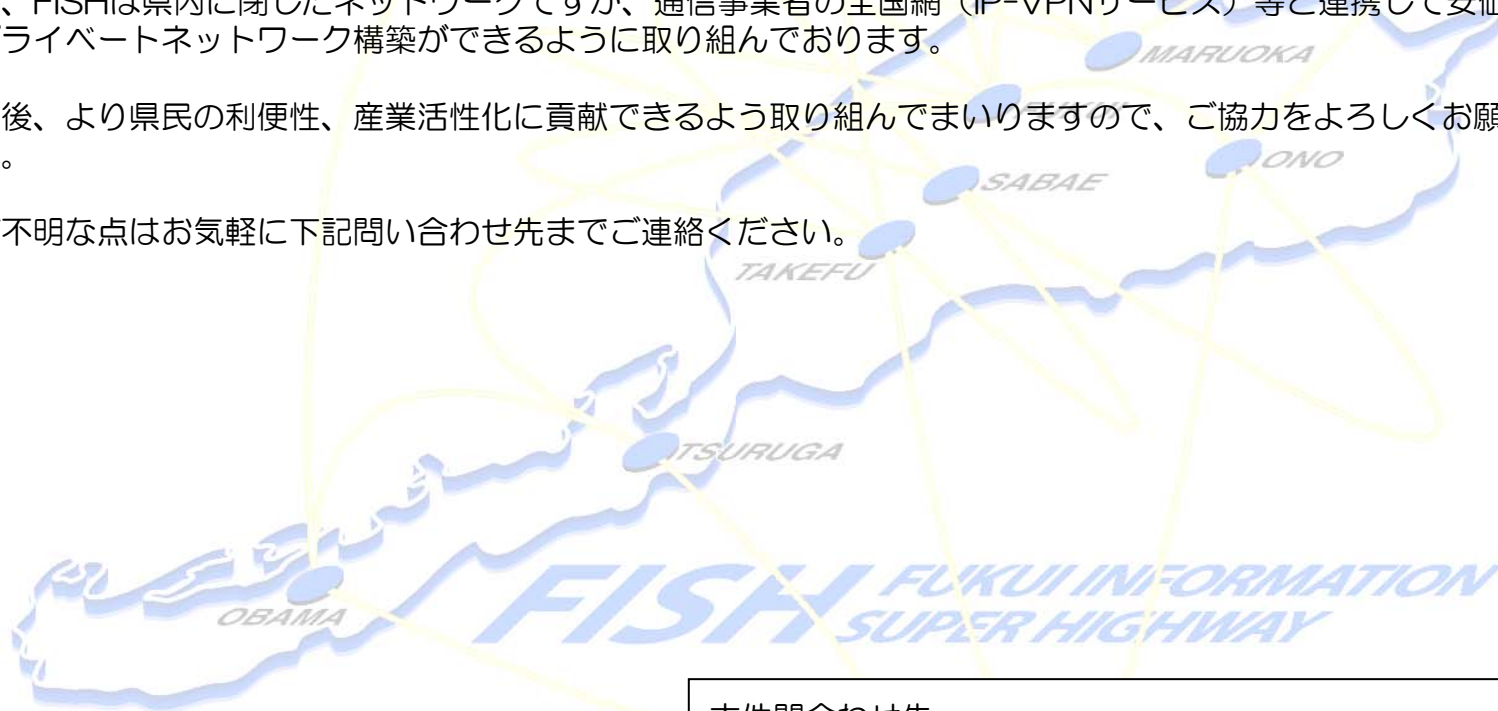 、FISHは県内に閉じたネットワークですが、通信事業者の全国網（IP-VPNサービス）等と連携して安価
ライベートネットワーク構築ができるように取り組んでおります。
MARUOKA
後、より県民の利便性、産業活性化に貢献できるよう取り組んでまいりますので、ご協力をよろしくお願
。
ONO
SABAE
不明な点はお気軽に下記問い合わせ先までご連絡ください。
TAKEFU
TSURUGA
OBAMA
FISH FUKUI INFORMATION
SUPER HIGHWAY